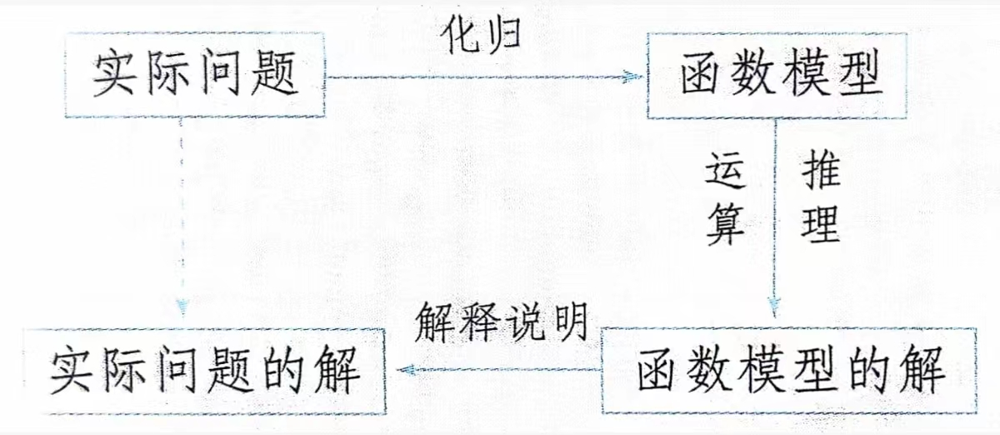 化归
实际问题
函数模型
运算
推理
解释说明
实际问题的解
函数模型的解